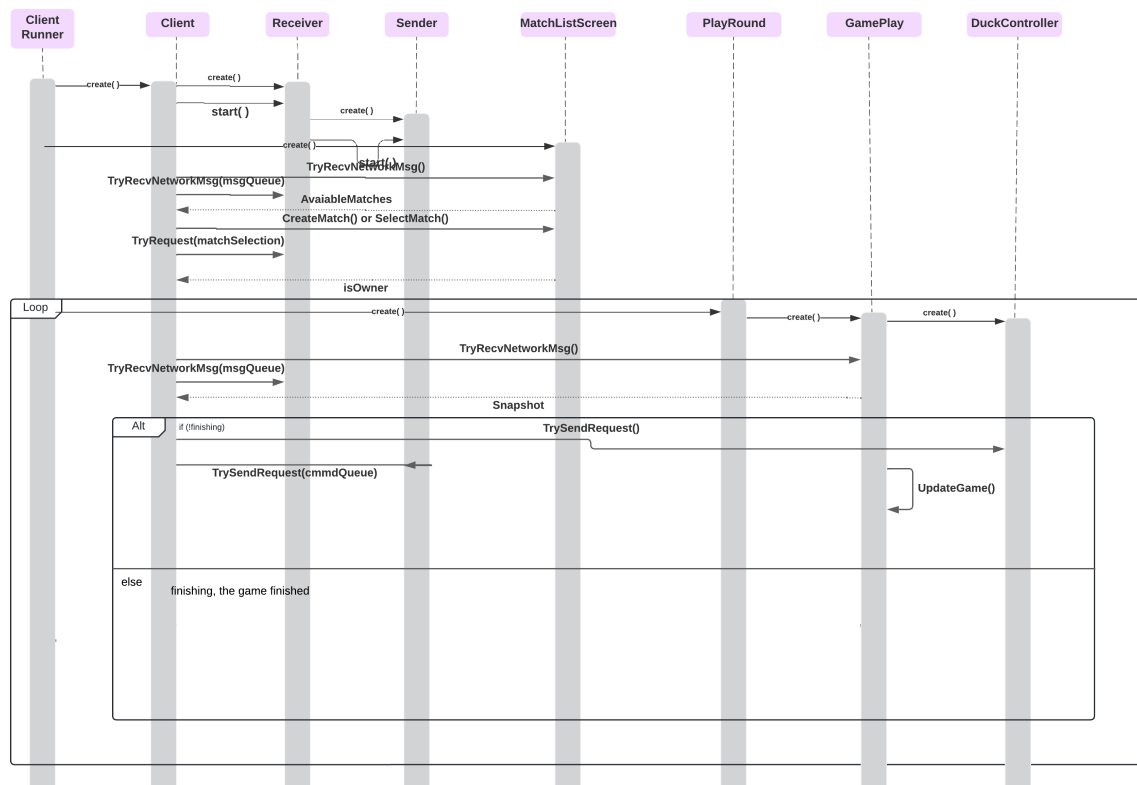 Client
Runner
Client
Receiver
Sender
MatchListScreen
PlayRound
GamePlay
DuckController
create( )
create( )
start( )
create( )
create( )
start( )
TryRecvNetworkMsg()
TryRecvNetworkMsg(msgQueue)
AvaiableMatches
CreateMatch() or SelectMatch()
TryRequest(matchSelection)
isOwner
Loop
create( )
create( )
create( )
TryRecvNetworkMsg()
TryRecvNetworkMsg(msgQueue)
Snapshot
Alt
if (!finishing)
TrySendRequest()
TrySendRequest(cmmdQueue)
UpdateGame()
else
finishing, the game finished